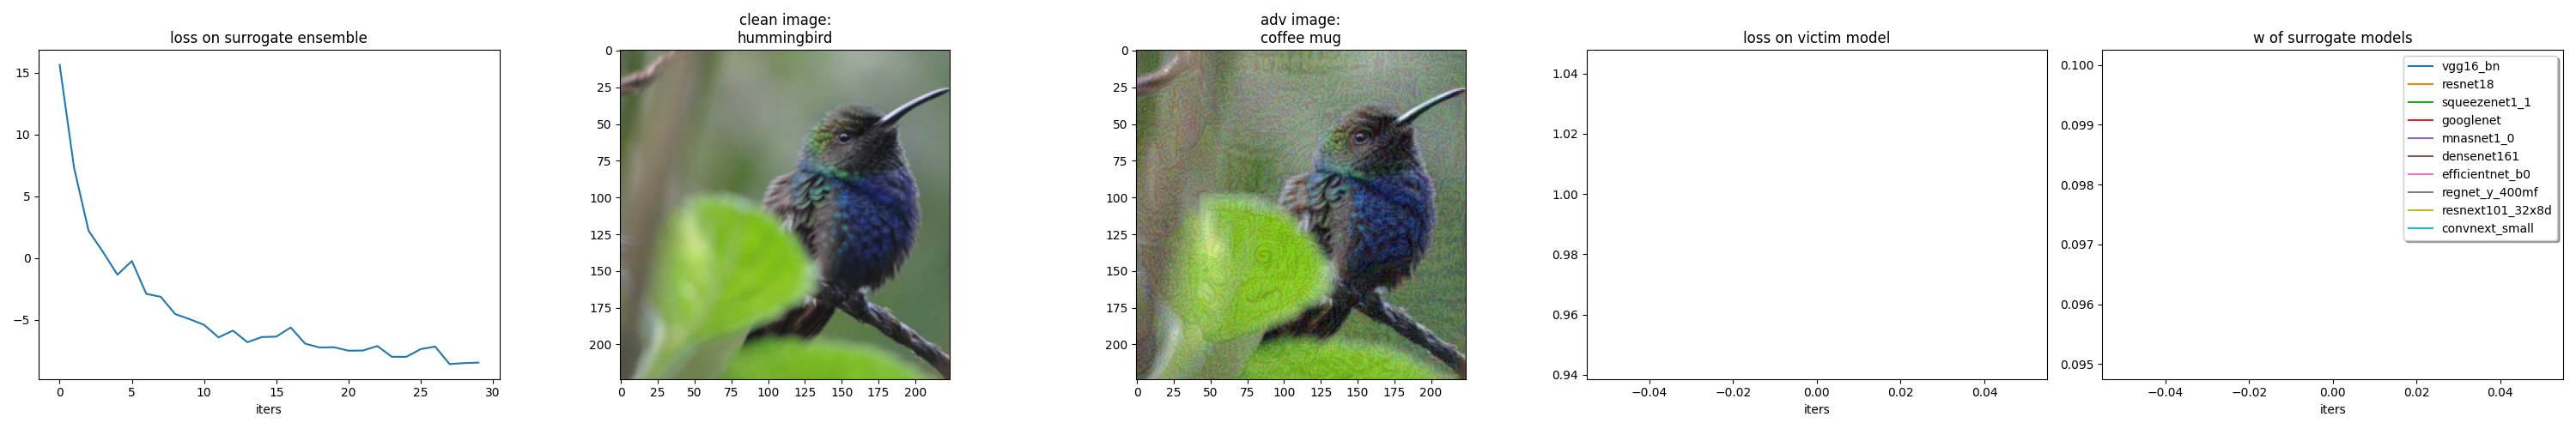 loss on surrogate ensemble
15
10
5
0
−5
0 5 10 15 20 25 30
iters
clean image:
hummingbird
0
25
50
75
100
125
150
175
200
0 25 50 75 100 125 150 175 200
adv image:
coffee mug
0
25
50
75
100
125
150
175
200
0 25 50 75 100 125 150 175 200
loss on victim model
1.04
1.02
1.00
0.98
0.96
0.94
−0.04 −0.02 0.00 0.02 0.04
iters
w of surrogate models
0.100
0.099
0.098
0.097
0.096
0.095
vgg16_bn
resnet18
squeezenet1_1
googlenet
mnasnet1_0
densenet161
efficientnet_b0
regnet_y_400mf
resnext101_32x8d
convnext_small
−0.04 −0.02 0.00 0.02 0.04
iters